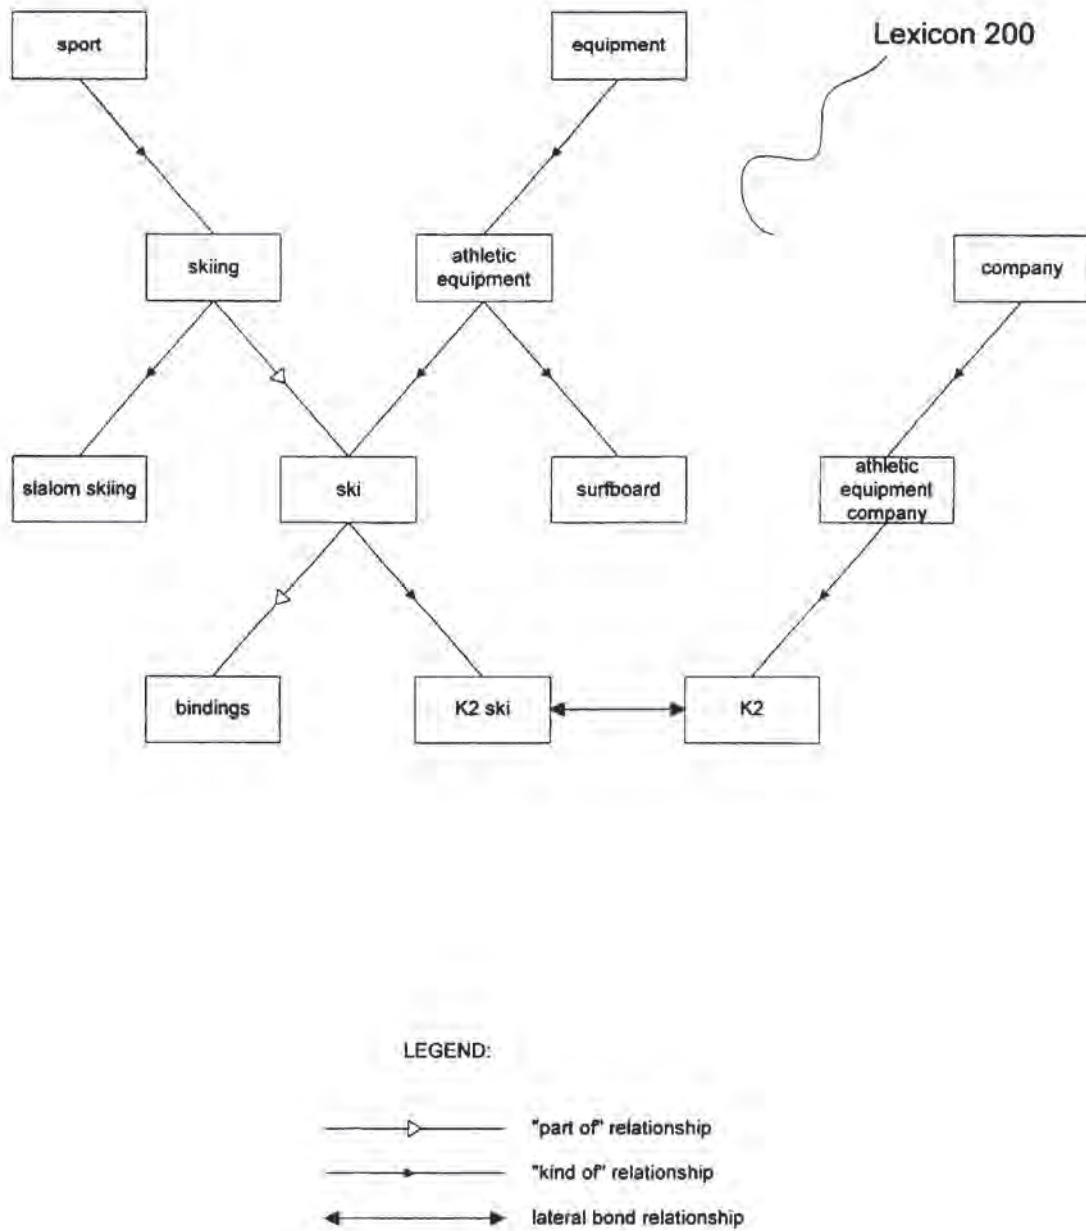 sport
equipment
Lexicon 200
skiing
athletic
equipment
company
slalom skiing
ski
surfboard
athletic
equipment
company
bindings
K2 ski
K2
LEGEND:
"part of" relationship
"kind of" relationship
lateral bond relationship